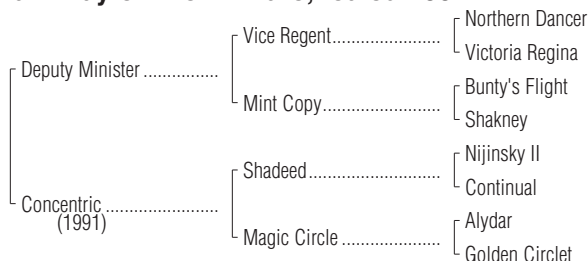 Northern Dancer
Vice Regent
Victoria Regina
Deputy Minister
Bunty's Flight
Mint Copy
Shakney
Nijinsky II
Shadeed
Continual
Concentric
(1991)
Alydar
Magic Circle
Golden Circlet